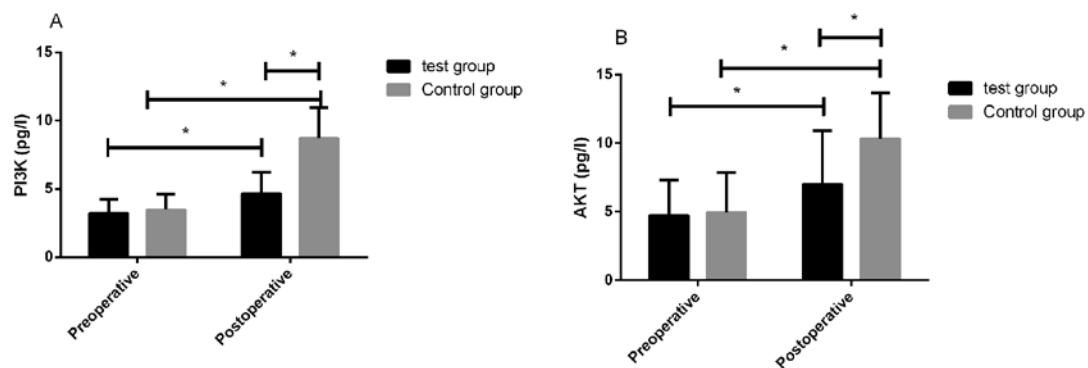 A
PI3K (pg/l)
15
10
5
0
*
*
*
test group
Control group
Preoperative
Postoperative
B
AKT (pg/l)
15
10
5
0
*
*
*
test group
Control group
Preoperative
Postoperative